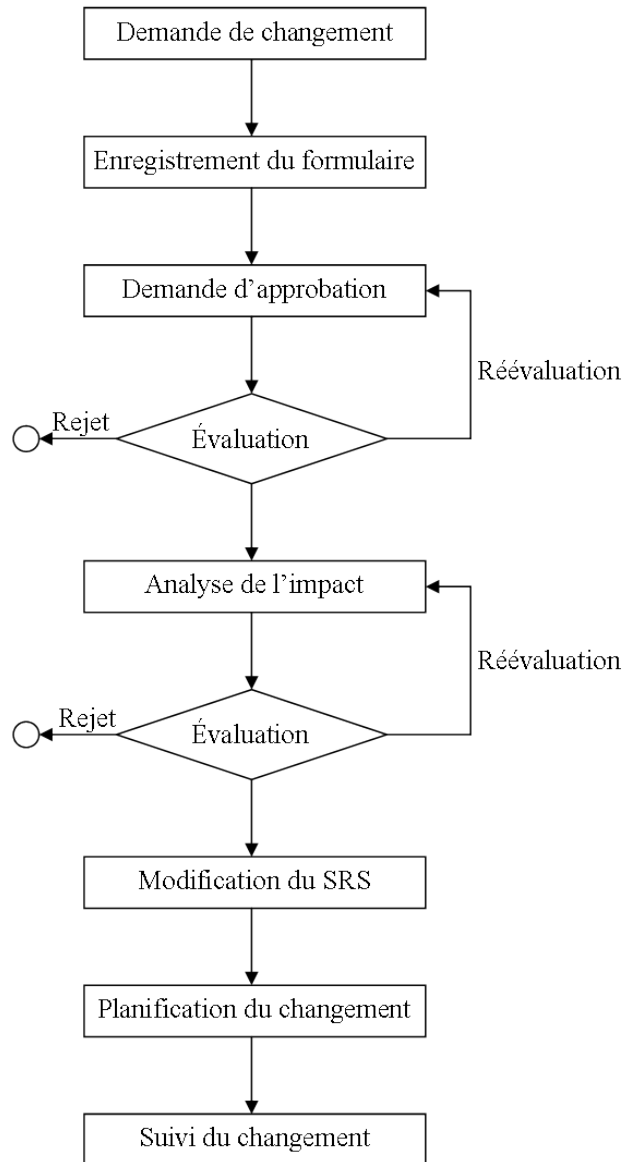 Demande de changement
Enregistrement du formulaire
Demande d'approbation
Réévaluation
Rejet
Évaluation
Analyse de l'impact
Réévaluation
Rejet
Évaluation
Modification du SRS
Planification du changement
Suivi du changement